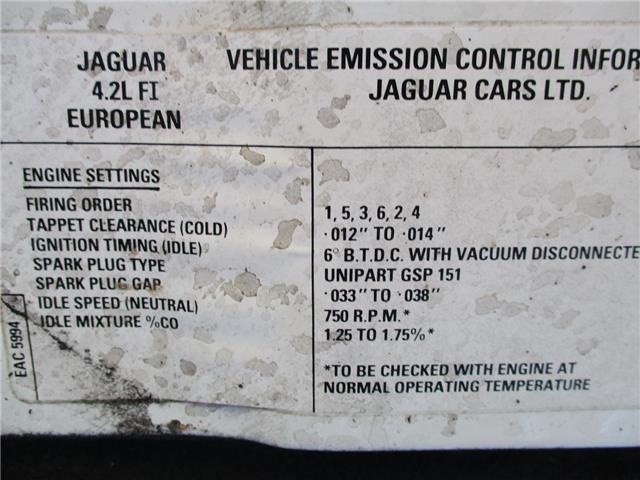 JAGUAR
4.2L FI
EUROPEAN
VEHICLE EMISSION CONTROL INFOR
JAGUAR CARS LTD.
ENGINE SETTINGS
FIRING ORDER 1, 5, 3, 6, 2, 4
TAPPET CLEARANCE (COLD) ·012” TO ·014”
IGNITION TIMING (IDLE) 6° B.T.D.C. WITH VACUUM DISCONNECTE
SPARK PLUG TYPE UNIPART GSP 151
SPARK PLUG GAP ·033” TO ·038”
IDLE SPEED (NEUTRAL) 750 R.P.M.*
IDLE MIXTURE %CO 1.25 TO 1.75%*
*TO BE CHECKED WITH ENGINE AT
NORMAL OPERATING TEMPERATURE
EAC 5994